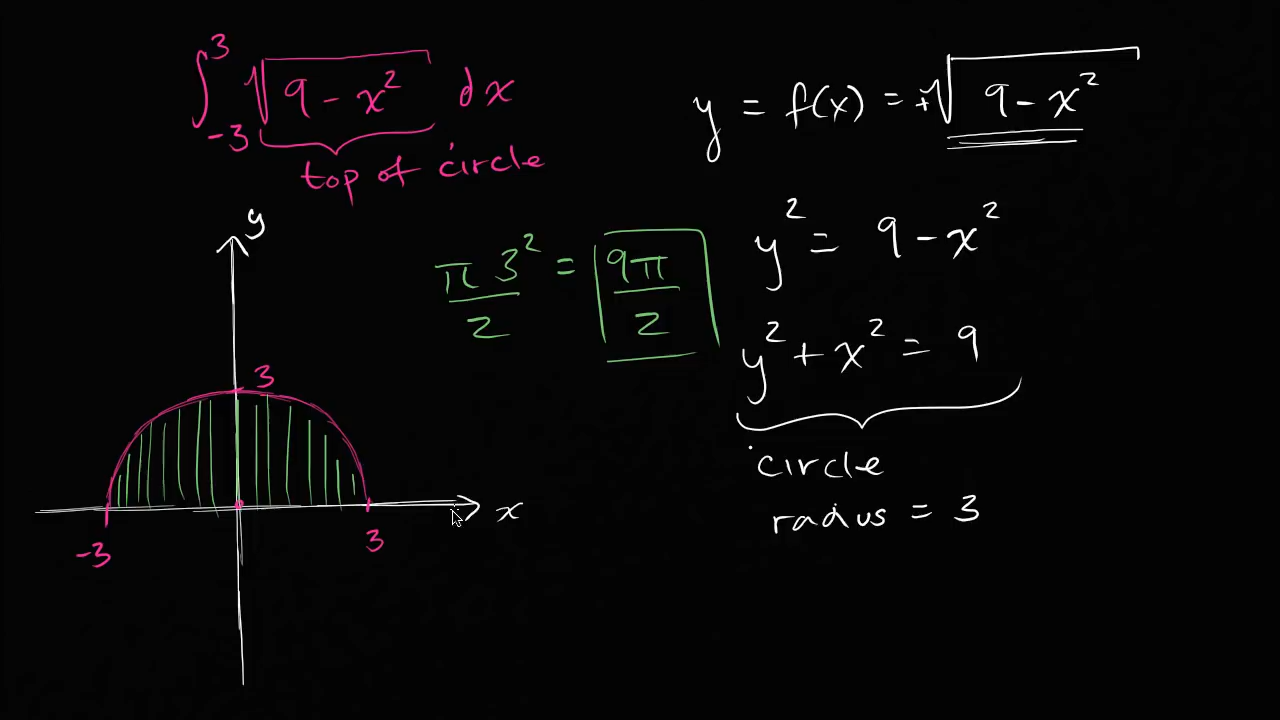 ∫_{-3}^{3} √(9 - x²) dx
top of circle
y = f(x) = +√(9 - x²)
y² = 9 - x²
π 3² / 2 = 9π / 2
y² + x² = 9
circle
radius = 3
y
3
x
-3
3